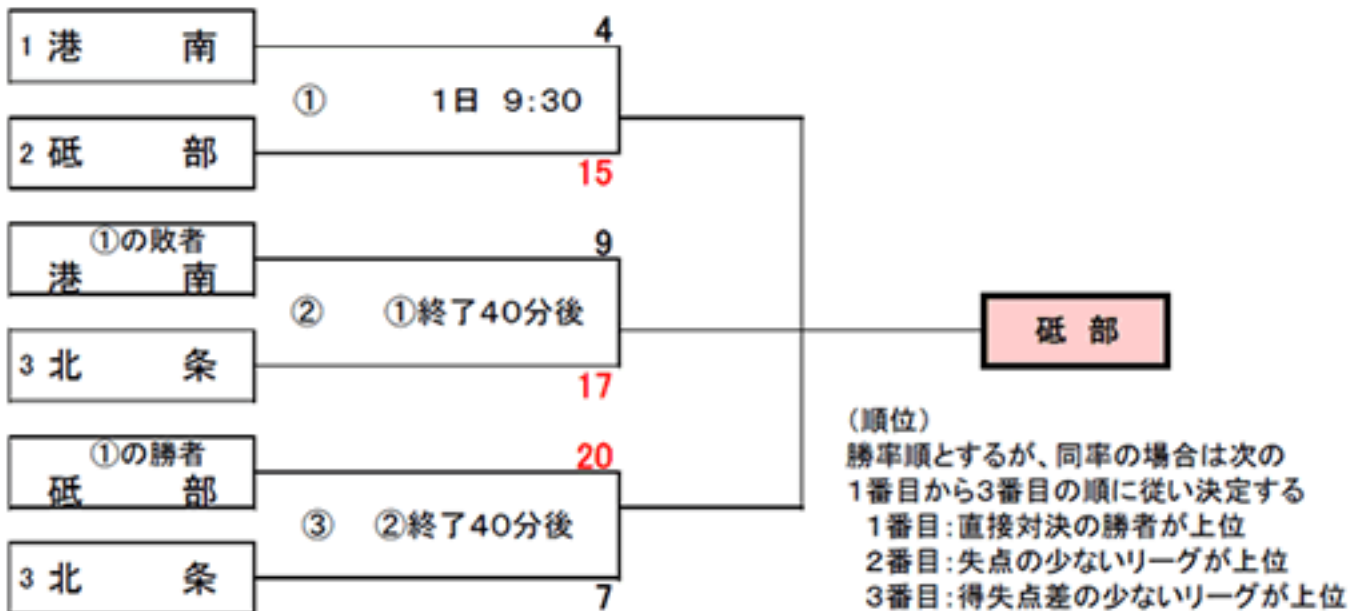 1 港 南
4
① 1日 9:30
2 砥 部
15
①の敗者
港 南
9
② ①終了40分後
3 北 条
17
①の勝者
砥 部
20
③ ②終了40分後
3 北 条
7
砥 部
(順位)
勝率順とするが、同率の場合は次の
1番目から3番目の順に従い決定する
1番目:直接対決の勝者が上位
2番目:失点の少ないリーグが上位
3番目:得失点差の少ないリーグが上位